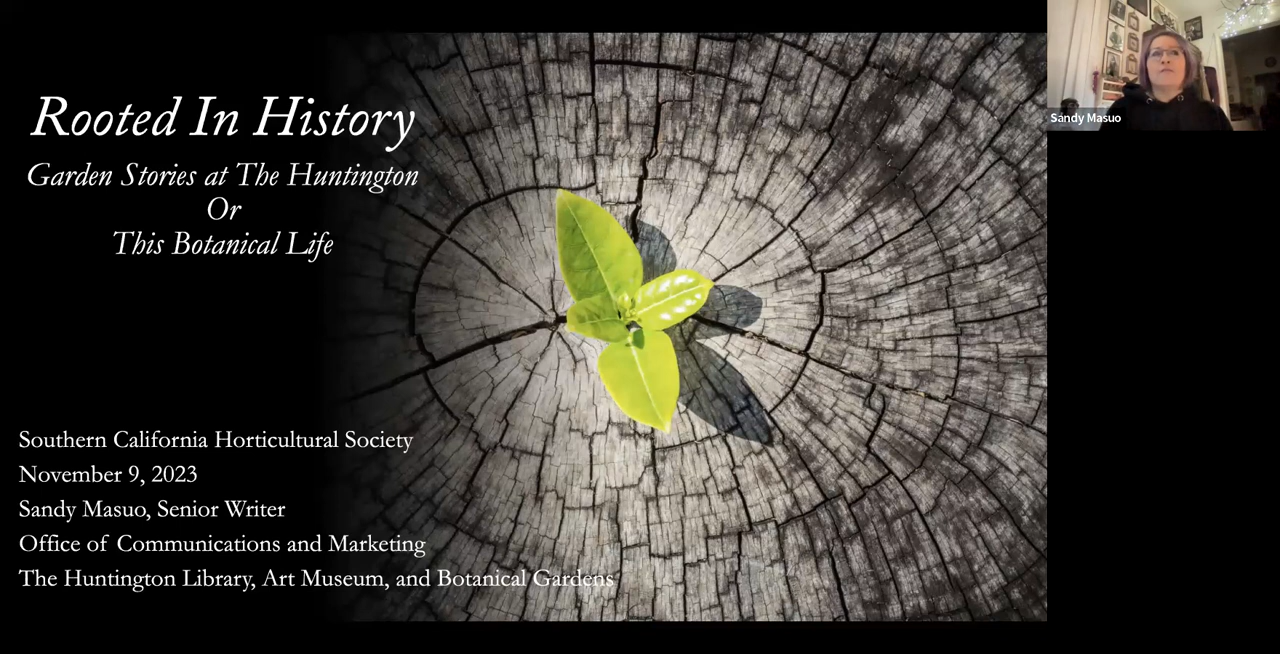 Rooted In History
Garden Stories at The Huntington
Or
This Botanical Life
Southern California Horticultural Society
November 9, 2023
Sandy Masuo, Senior Writer
Office of Communications and Marketing
The Huntington Library, Art Museum, and Botanical Gardens
Sandy Masuo